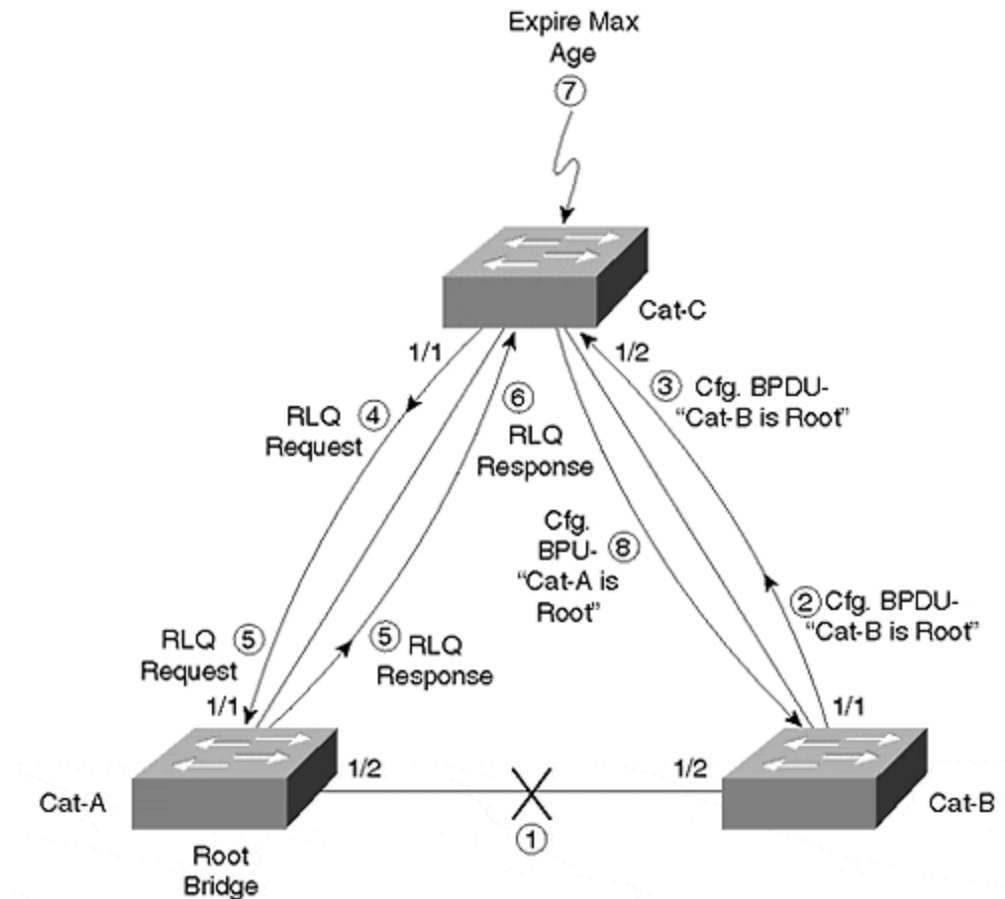 Expire Max
Age
7
Cat-C
1/1
1/2
3 Cfg. BPDU-
"Cat-B is Root"
4
RLQ
Request
6
RLQ
Response
Cfg.
BPU- 8
"Cat-A is
Root"
2 Cfg. BPDU-
"Cat-B is Root"
RLQ 5
Request
5 RLQ
Response
1/1
1/1
1/2
1/2
Cat-A
Cat-B
1
Root
Bridge